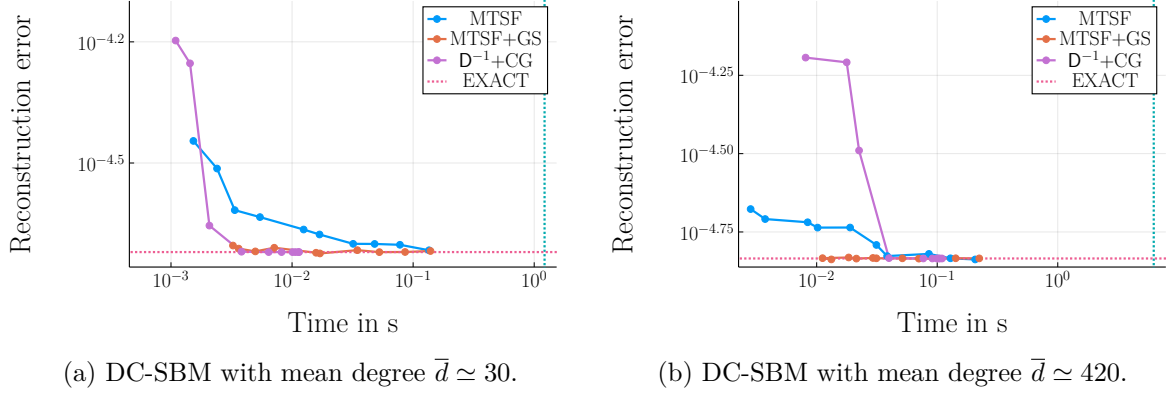 Reconstruction error
10^{-4.2}
10^{-4.5}
MTSF
MTSF+GS
D^{-1}+CG
EXACT
10^{-3}
10^{-2}
10^{-1}
10^{0}
Time in s
(a) DC-SBM with mean degree \overline{d} ≃ 30.
Reconstruction error
10^{-4.25}
10^{-4.50}
10^{-4.75}
MTSF
MTSF+GS
D^{-1}+CG
EXACT
10^{-2}
10^{-1}
10^{0}
Time in s
(b) DC-SBM with mean degree \overline{d} ≃ 420.